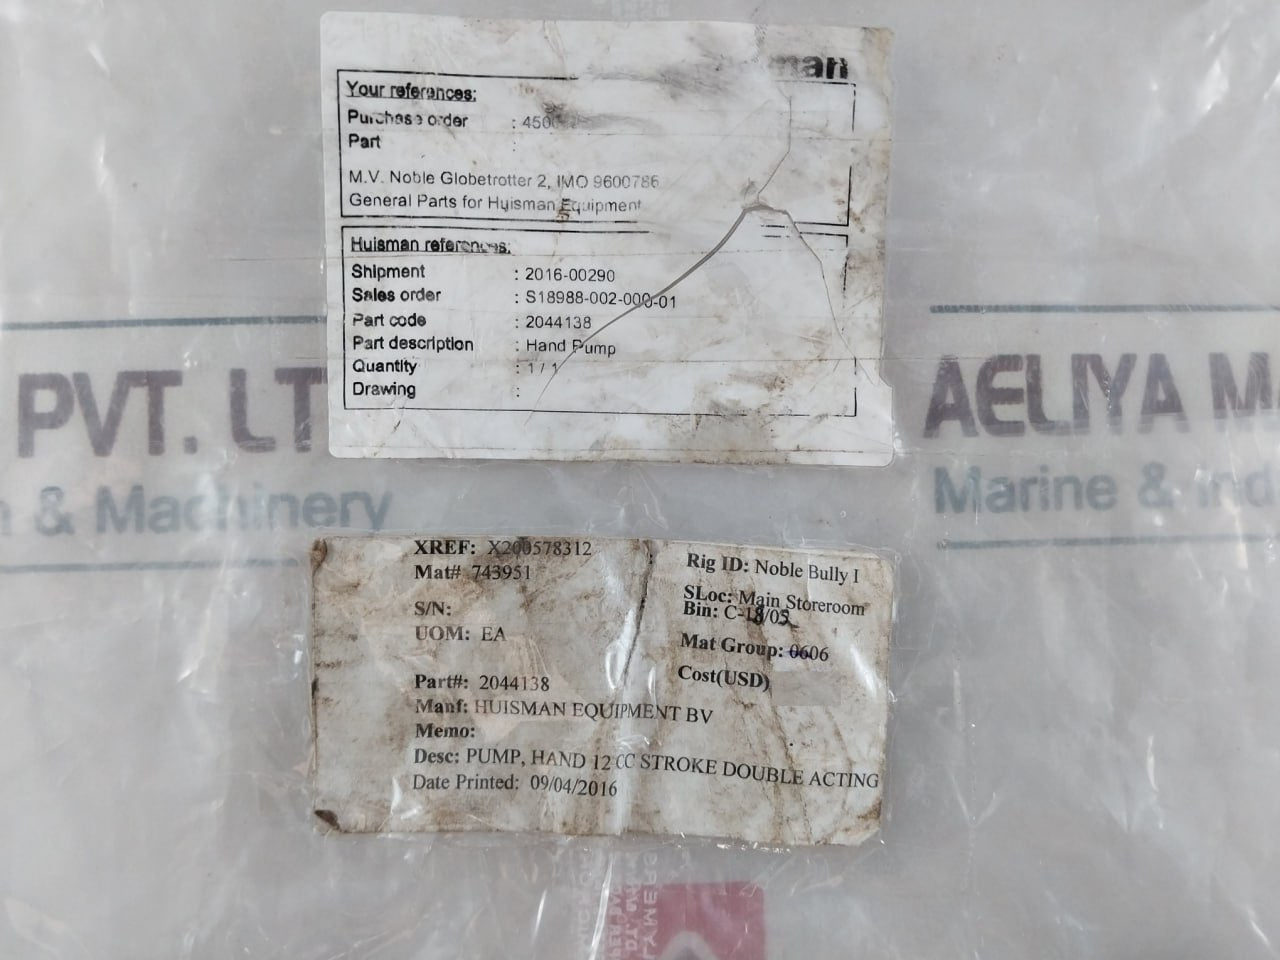 man
Your references:
Purchase order : 450
Part :
M.V. Noble Globetrotter 2, IMO 9600786
General Parts for Huisman Equipment
Huisman references:
Shipment : 2016-00290
Sales order : S18988-002-000-01
Part code : 2044138
Part description : Hand Pump
Quantity : 1 / 1
Drawing :
PVT. LT
& Machinery
AELIYA M
Marine & Ind
XREF: X200578312
Mat# 743951
S/N:
UOM: EA
Part#: 2044138
Manf: HUISMAN EQUIPMENT BV
Memo:
Desc: PUMP, HAND 12 CC STROKE DOUBLE ACTING
Date Printed: 09/04/2016
Rig ID: Noble Bully I
SLoc: Main Storeroom
Bin: C-18/05
Mat Group: 0606
Cost(USD)